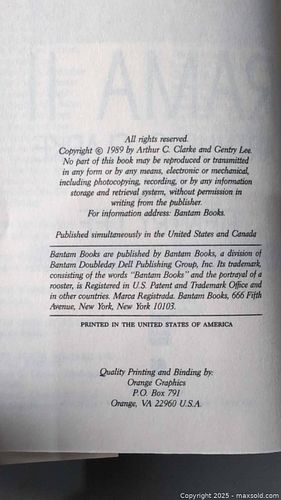 All rights reserved.
Copyright © 1989 by Arthur C. Clarke and Gentry Lee.
No part of this book may be reproduced or transmitted
in any form or by any means, electronic or mechanical,
including photocopying, recording, or by any information
storage and retrieval system, without permission in
writing from the publisher.
For information address: Bantam Books.
Published simultaneously in the United States and Canada
Bantam Books are published by Bantam Books, a division of
Bantam Doubleday Dell Publishing Group, Inc. Its trademark,
consisting of the words "Bantam Books" and the portrayal of a
rooster, is Registered in U.S. Patent and Trademark Office and
in other countries. Marca Registrada. Bantam Books, 666 Fifth
Avenue, New York, New York 10103.
PRINTED IN THE UNITED STATES OF AMERICA
Quality Printing and Binding by:
Orange Graphics
P.O. Box 791
Orange, VA 22960 U.S.A.
Copyright 2025 - maxsold.com